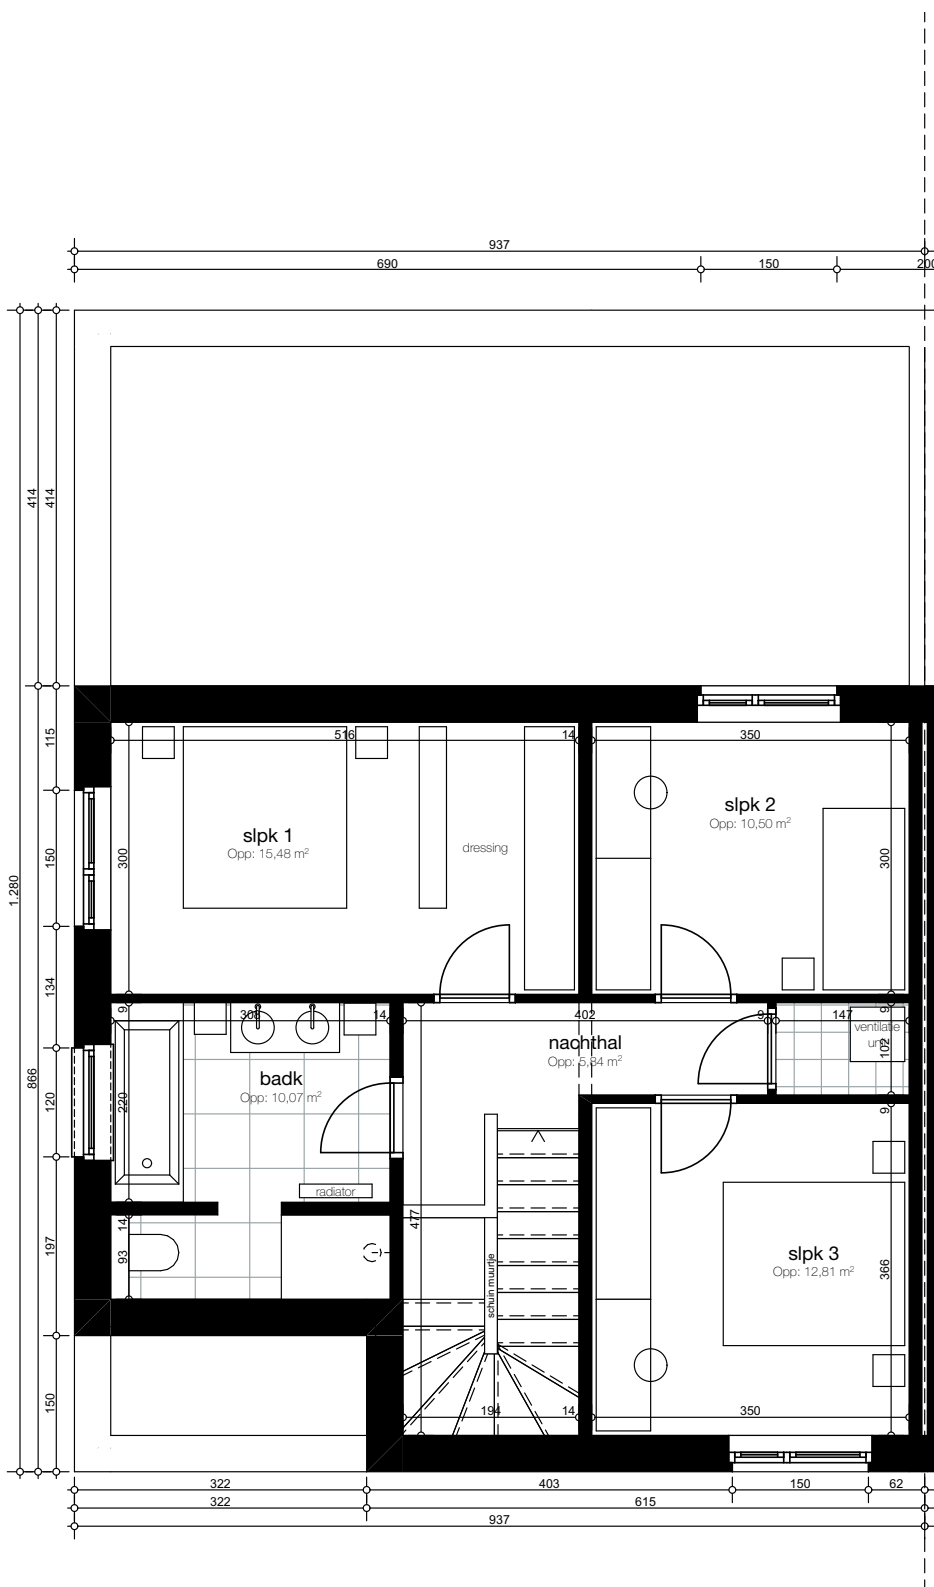 937
690
150
200
414
414
1.280
866
115
150
134
120
197
150
516
14
350
slpk 1
Opp: 15,48 m²
300
dressing
slpk 2
Opp: 10,50 m²
300
9
308
14
402
9
147
9
nachthal
Opp: 5,84 m²
ventilatie
unit
102
badk
Opp: 10,07 m²
220
9
radiator
14
93
477
schuin muurtje
slpk 3
Opp: 12,81 m²
366
194
14
350
322
403
150
62
322
615
937